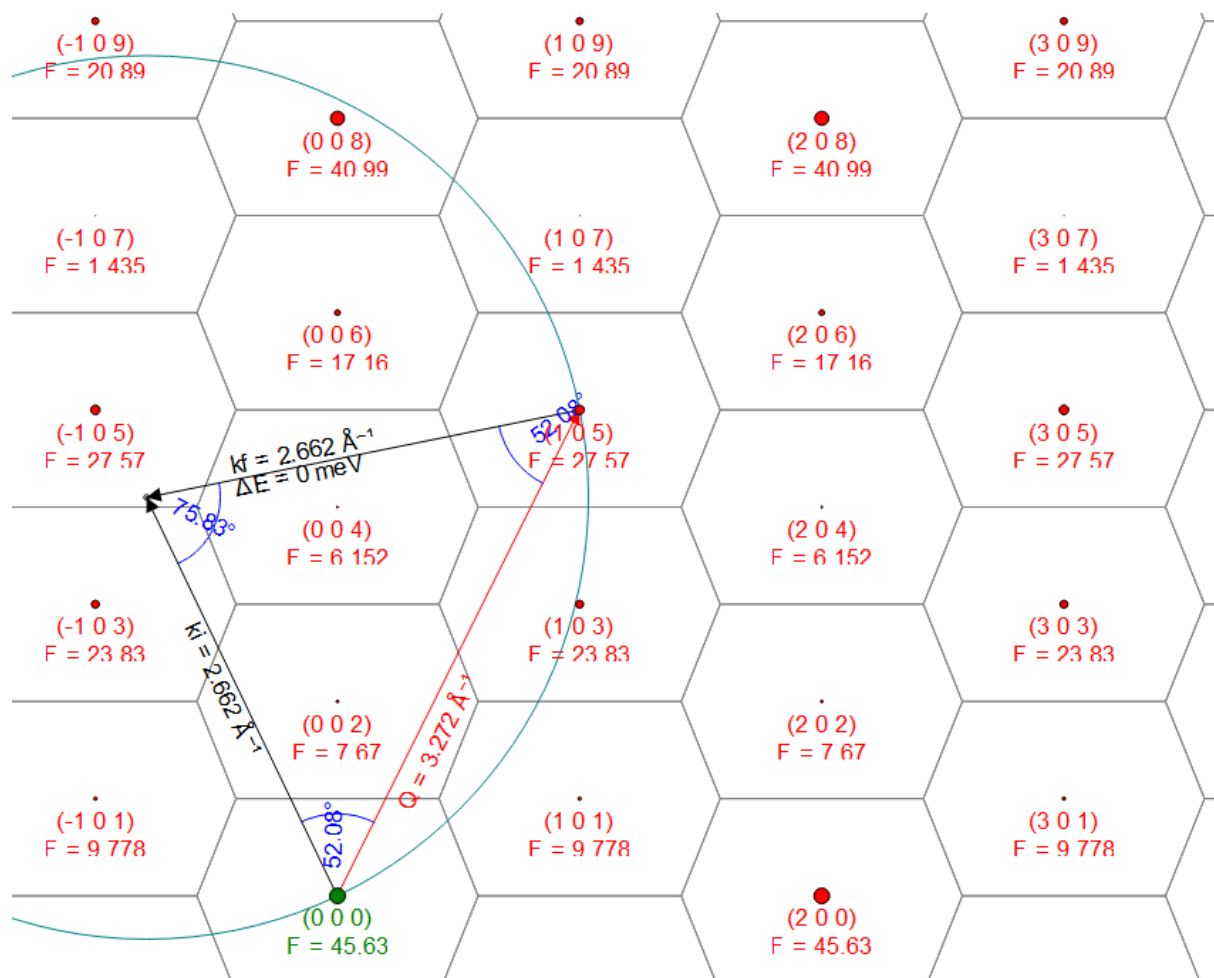 (-1 0 9)
F = 20 89
(1 0 9)
F = 20 89
(3 0 9)
F = 20 89
(0 0 8)
F = 40 99
(2 0 8)
F = 40 99
(-1 0 7)
F = 1 435
(1 0 7)
F = 1 435
(3 0 7)
F = 1 435
(0 0 6)
F = 17 16
(2 0 6)
F = 17 16
(-1 0 5)
F = 27 57
52.08°
(1 0 5)
F = 27 57
(3 0 5)
F = 27 57
kf = 2.662 Å⁻¹
ΔE = 0 meV
75.83°
(0 0 4)
F = 6 152
(2 0 4)
F = 6 152
(-1 0 3)
F = 23 83
ki = 2.662 Å⁻¹
(1 0 3)
F = 23 83
(3 0 3)
F = 23 83
(0 0 2)
F = 7 67
Q = 3.272 Å⁻¹
(2 0 2)
F = 7 67
(-1 0 1)
F = 9 778
52.08°
(1 0 1)
F = 9 778
(3 0 1)
F = 9 778
(0 0 0)
F = 45.63
(2 0 0)
F = 45.63